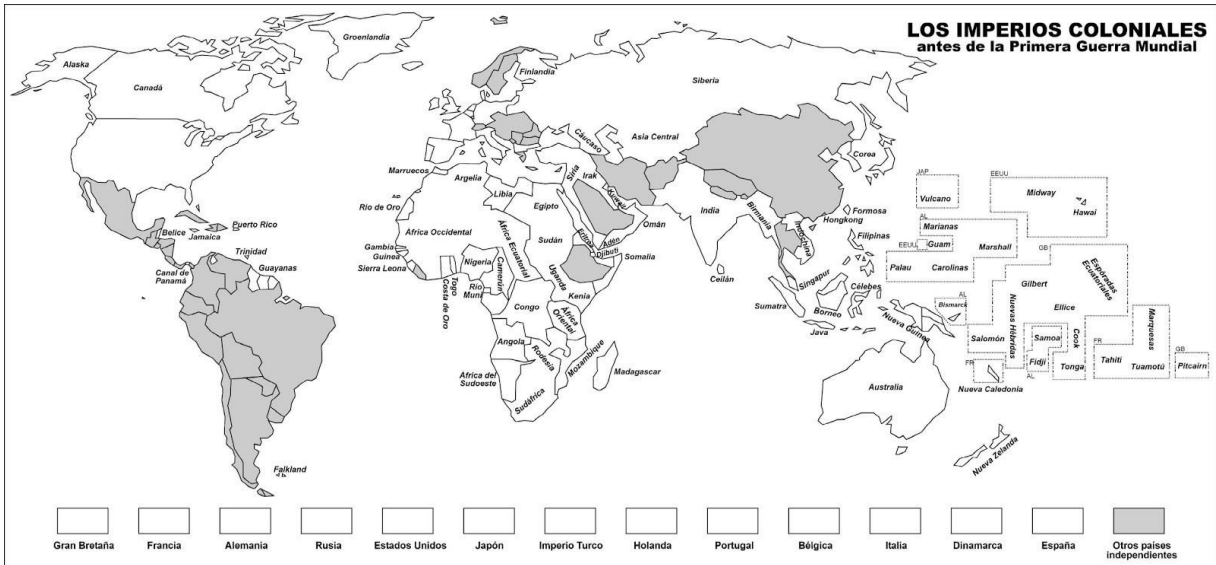 LOS IMPERIOS COLONIALES
antes de la Primera Guerra Mundial
Groenlandia
Alaska
Canadá
Finlandia
Siberia
Cáucaso
Asia Central
Corea
Marruecos
Argelia
Libia
Egipto
Siria
Irak
Kuwait
Río de Oro
África Occidental
África Ecuatorial
Sudán
Eritrea
Adén
Djibuti
Omán
Somalia
India
Birmania
Indochina
Hongkong
Formosa
Filipinas
Ceilán
Singapur
Sumatra
Borneo
Célebes
Java
Nueva Guinea
Belice
Jamaica
Puerto Rico
Trinidad
Guayanas
Canal de
Panamá
Gambia
Guinea
Sierra Leona
Togo
Costa de Oro
Nigeria
Camerún
Río
Muni
Congo
Uganda
Kenia
África
Oriental
Angola
Rodesia
Mozambique
Madagascar
Africa del
Sudoeste
Sudáfrica
Australia
Nueva Zelanda
Falkland
JAP
Vulcano
EEUU
Midway
Hawai
AL
Marianas
EEUU
Guam
Marshall
Palau
Carolinas
GB
Gilbert
Espóradas
Ecuatoriales
AL
Bismarck
Ellice
Salomón
Nuevas Hébridas
Samoa
Fidji
AL
Cook
Tonga
FR
Tahiti
Marquesas
Tuamotú
GB
Pitcairn
FR
Nueva Caledonia
Gran Bretaña
Francia
Alemania
Rusia
Estados Unidos
Japón
Imperio Turco
Holanda
Portugal
Bélgica
Italia
Dinamarca
España
Otros países
independientes